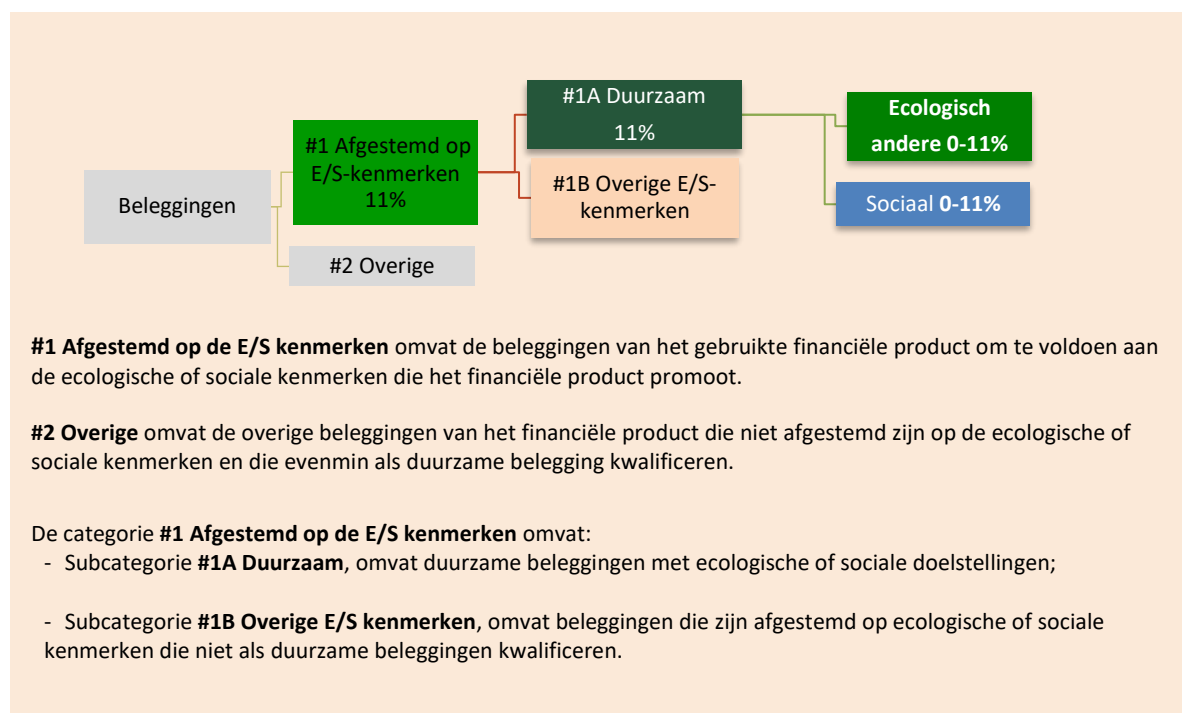 Beleggingen
#1 Afgestemd op
E/S-kenmerken
11%
#2 Overige
#1A Duurzaam
11%
#1B Overige E/S-
kenmerken
Ecologisch
andere 0-11%
Sociaal 0-11%
#1 Afgestemd op de E/S kenmerken omvat de beleggingen van het gebruikte financiële product om te voldoen aan
de ecologische of sociale kenmerken die het financiële product promoot.
#2 Overige omvat de overige beleggingen van het financiële product die niet afgestemd zijn op de ecologische of
sociale kenmerken en die evenmin als duurzame belegging kwalificeren.
De categorie #1 Afgestemd op de E/S kenmerken omvat:
- Subcategorie #1A Duurzaam, omvat duurzame beleggingen met ecologische of sociale doelstellingen;
- Subcategorie #1B Overige E/S kenmerken, omvat beleggingen die zijn afgestemd op ecologische of sociale
kenmerken die niet als duurzame beleggingen kwalificeren.